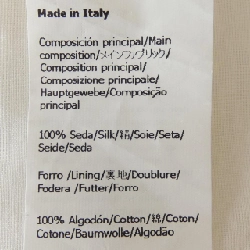 Made in Italy
Composición principal/Main
composition/メインファブリック/
Composition principal/
Composizione principale/
Hauptgewebe/Composição
principal
100% Seda/Silk/絹/Soie/Seta/
Seide/Seda
Forro /Lining/裏地/Doublure/
Fodera /Futter/Forro
100% Algodón/Cotton/綿/Coton/
Cotone/Baumwolle/Algodão